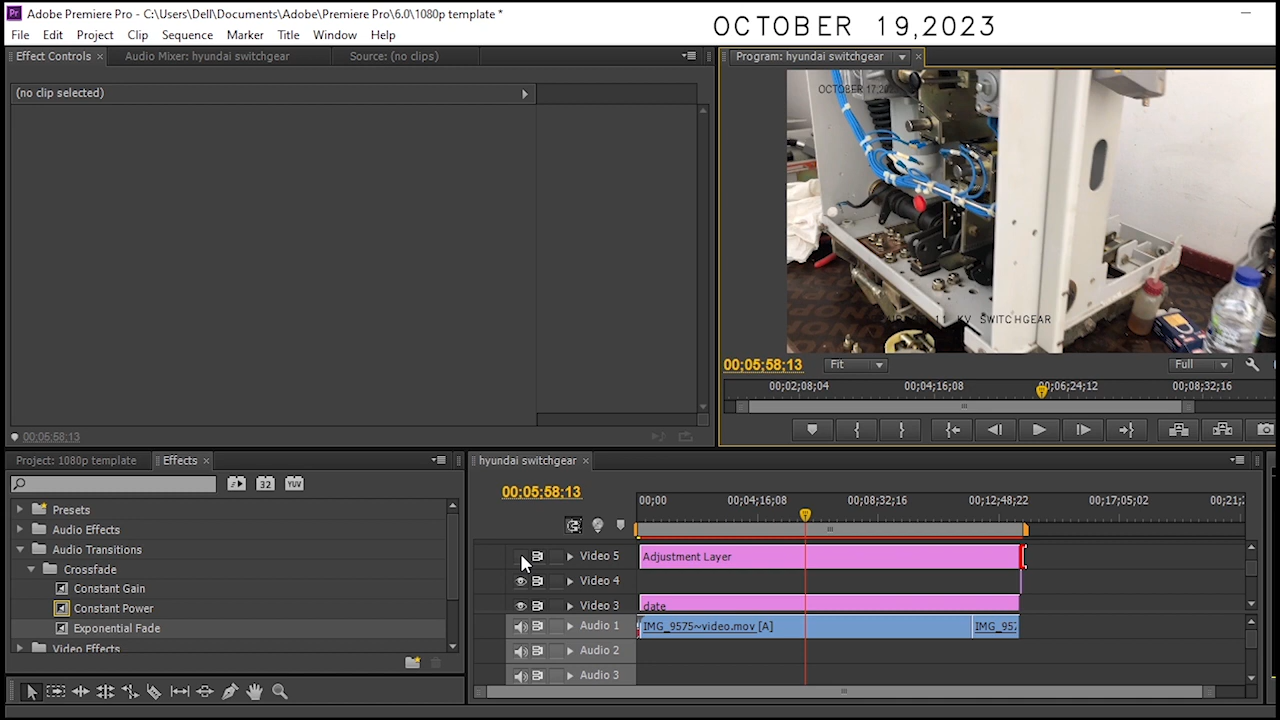 Adobe Premiere Pro - C:\Users\Dell\Documents\Adobe\Premiere Pro\6.0\1080p template *
File Edit Project Clip Sequence Marker Title Window Help
OCTOBER 19,2023
Effect Controls × Audio Mixer: hyundai switchgear Source: (no clips)
Program: hyundai switchgear ×
(no clip selected)
OCTOBER 17,202
11 KV SWITCHGEAR
00;05;58;13 Fit Full
00;02;08;04 00;04;16;08 00;06;24;12 00;08;32;16
00;05;58;13
Project: 1080p template Effects ×
hyundai switchgear ×
32 YUV
00;05;58;13
00;00 00;04;16;08 00;08;32;16 00;12;48;22 00;17;05;02 00;21;2
Presets
Audio Effects
Audio Transitions
Crossfade
Constant Gain
Constant Power
Exponential Fade
Video Effects
Video 5 Adjustment Layer
Video 4
Video 3 date
Audio 1 IMG_9575~video.mov [A] IMG_957
Audio 2
Audio 3